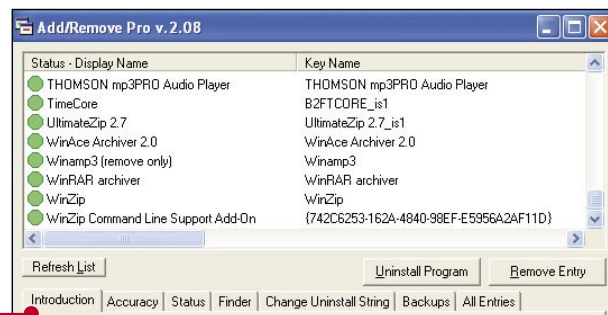 Add/Remove Pro v.2.08
Status - Display Name Key Name
THOMSON mp3PRO Audio Player THOMSON mp3PRO Audio Player
TimeCore B2FTCORE_is1
UltimateZip 2.7 UltimateZip 2.7_is1
WinAce Archiver 2.0 WinAce Archiver 2.0
Winamp3 (remove only) Winamp3
WinRAR archiver WinRAR archiver
WinZip WinZip
WinZip Command Line Support Add-On {742C6253-162A-4840-98EF-E5956A2AF11D}
Refresh List Uninstall Program Remove Entry
Introduction Accuracy Status Finder Change Uninstall String Backups All Entries